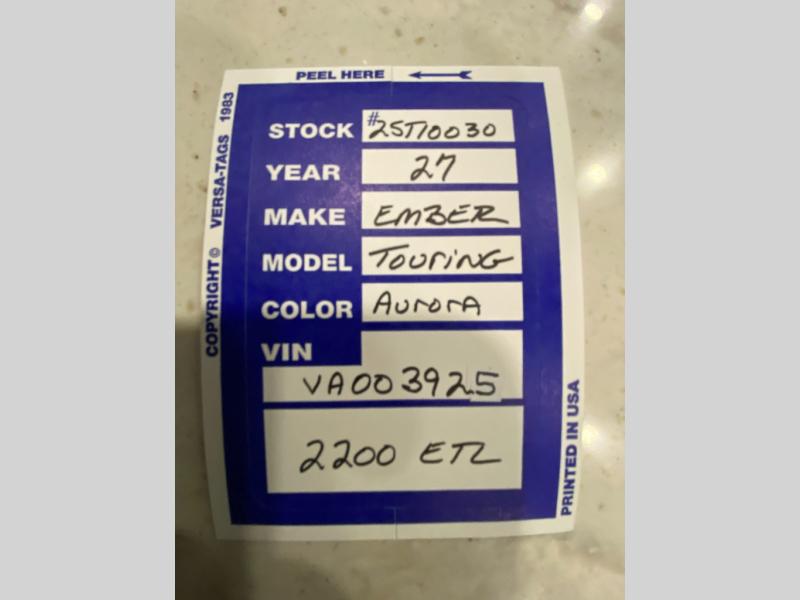 PEEL HERE
COPYRIGHT © VERSA-TAGS 1983
STOCK #25T10030
YEAR 27
MAKE EMBER
MODEL TOURING
COLOR AURORA
VIN
VA003925
2200 ETL
PRINTED IN USA